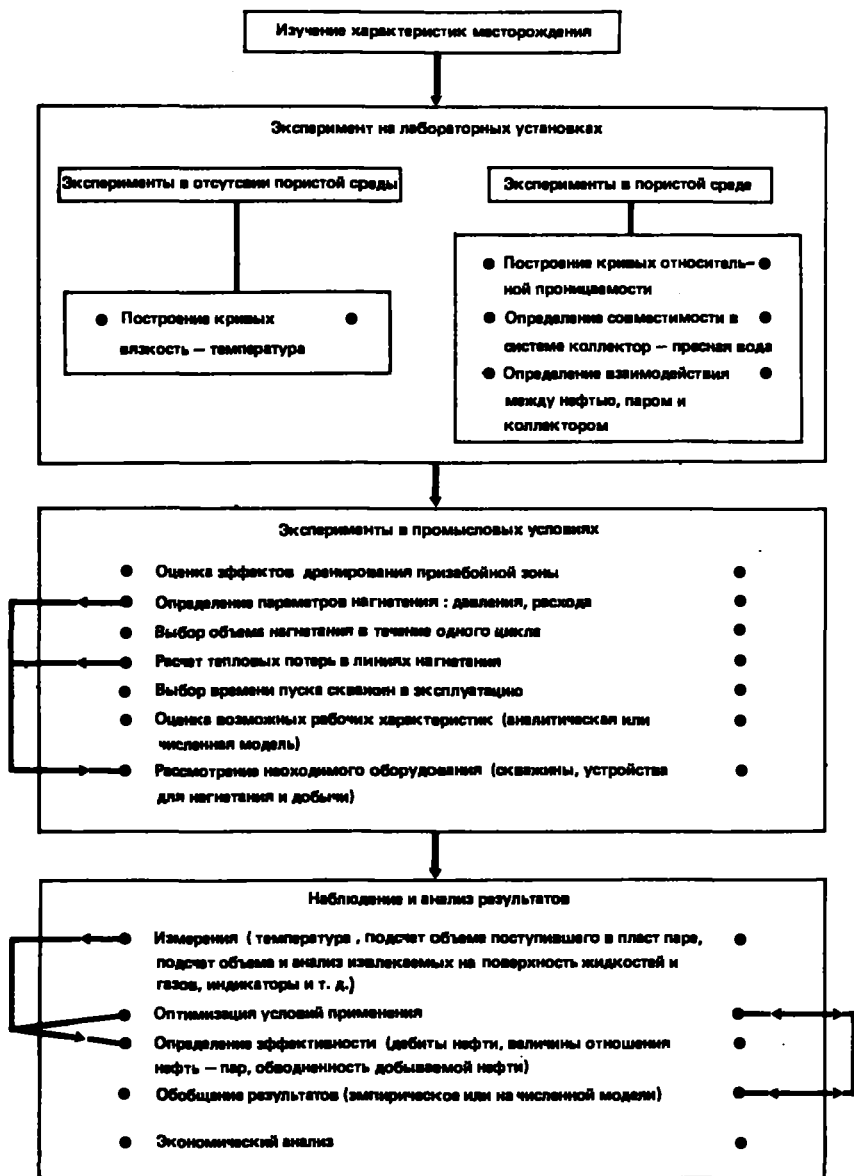 Изучение характеристик месторождения
Эксперимент на лабораторных установках
Эксперименты в отсутсвии пористой среды
Эксперименты в пористой среде
● Построение кривых ●
вязкость — температура
● Построение кривых относитель- ●
ной проницаемости
● Определение совместимости в ●
системе коллектор — пресная вода
● Определение взаимодействия ●
между нефтью, паром и
коллектором
Эксперименты в промысловых условиях
● Оценка эффектов дренирования призабойной зоны ●
● Определение параметров нагнетения : давления, расхода ●
● Выбор объема нагнетания в течение одного цикла ●
● Расчет тепловых потерь в линиях нагнетания ●
● Выбор времени пуска скважин в эксплуатацию ●
● Оценка возможных рабочих характеристик (аналитическая или ●
численная модель)
● Рассмотрение неоходимого оборудования (скважины, устройства ●
для нагнетания и добычи)
Наблюдение и анализ результатов
● Измерения ( температура , подсчет объема поступившего в пласт пара, ●
подсчет объема и анализ извлекаемых на поверхность жидкостей и
газов, индикаторы и т. д.)
● Оптимизация условий применения ●
● Определение эффективности (дебиты нефти, величины отношения ●
нефть — пар, обводненность добываемой нефти)
● Обобщание результатов (эмпирическое или на численной модели) ●
● Экономический анализ ●